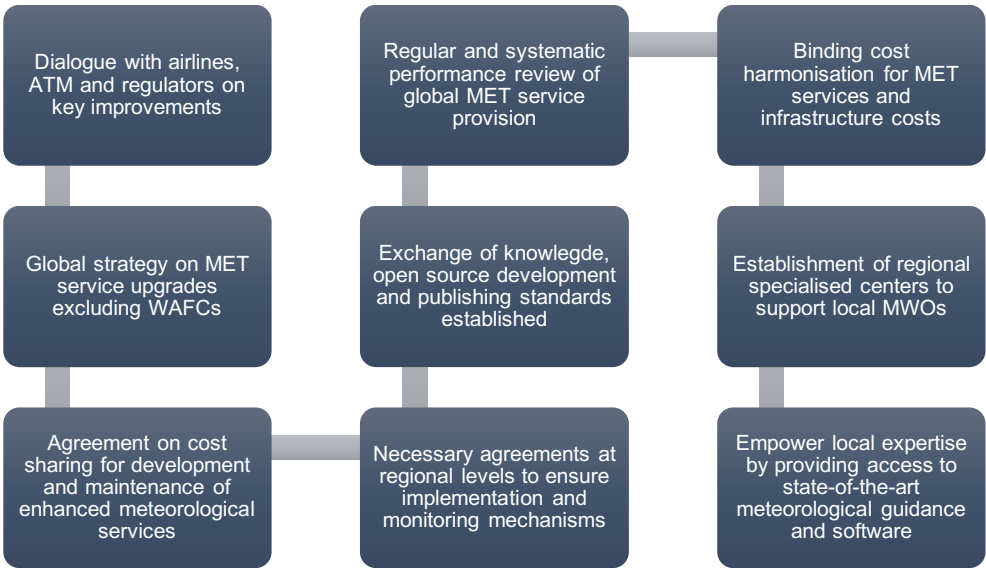 Dialogue with airlines,
ATM and regulators on
key improvements
Global strategy on MET
service upgrades
excluding WAFCs
Agreement on cost
sharing for development
and maintenance of
enhanced meteorological
services
Necessary agreements at
regional levels to ensure
implementation and
monitoring mechanisms
Exchange of knowlegde,
open source development
and publishing standards
established
Regular and systematic
performance review of
global MET service
provision
Binding cost
harmonisation for MET
services and
infrastructure costs
Establishment of regional
specialised centers to
support local MWOs
Empower local expertise
by providing access to
state-of-the-art
meteorological guidance
and software